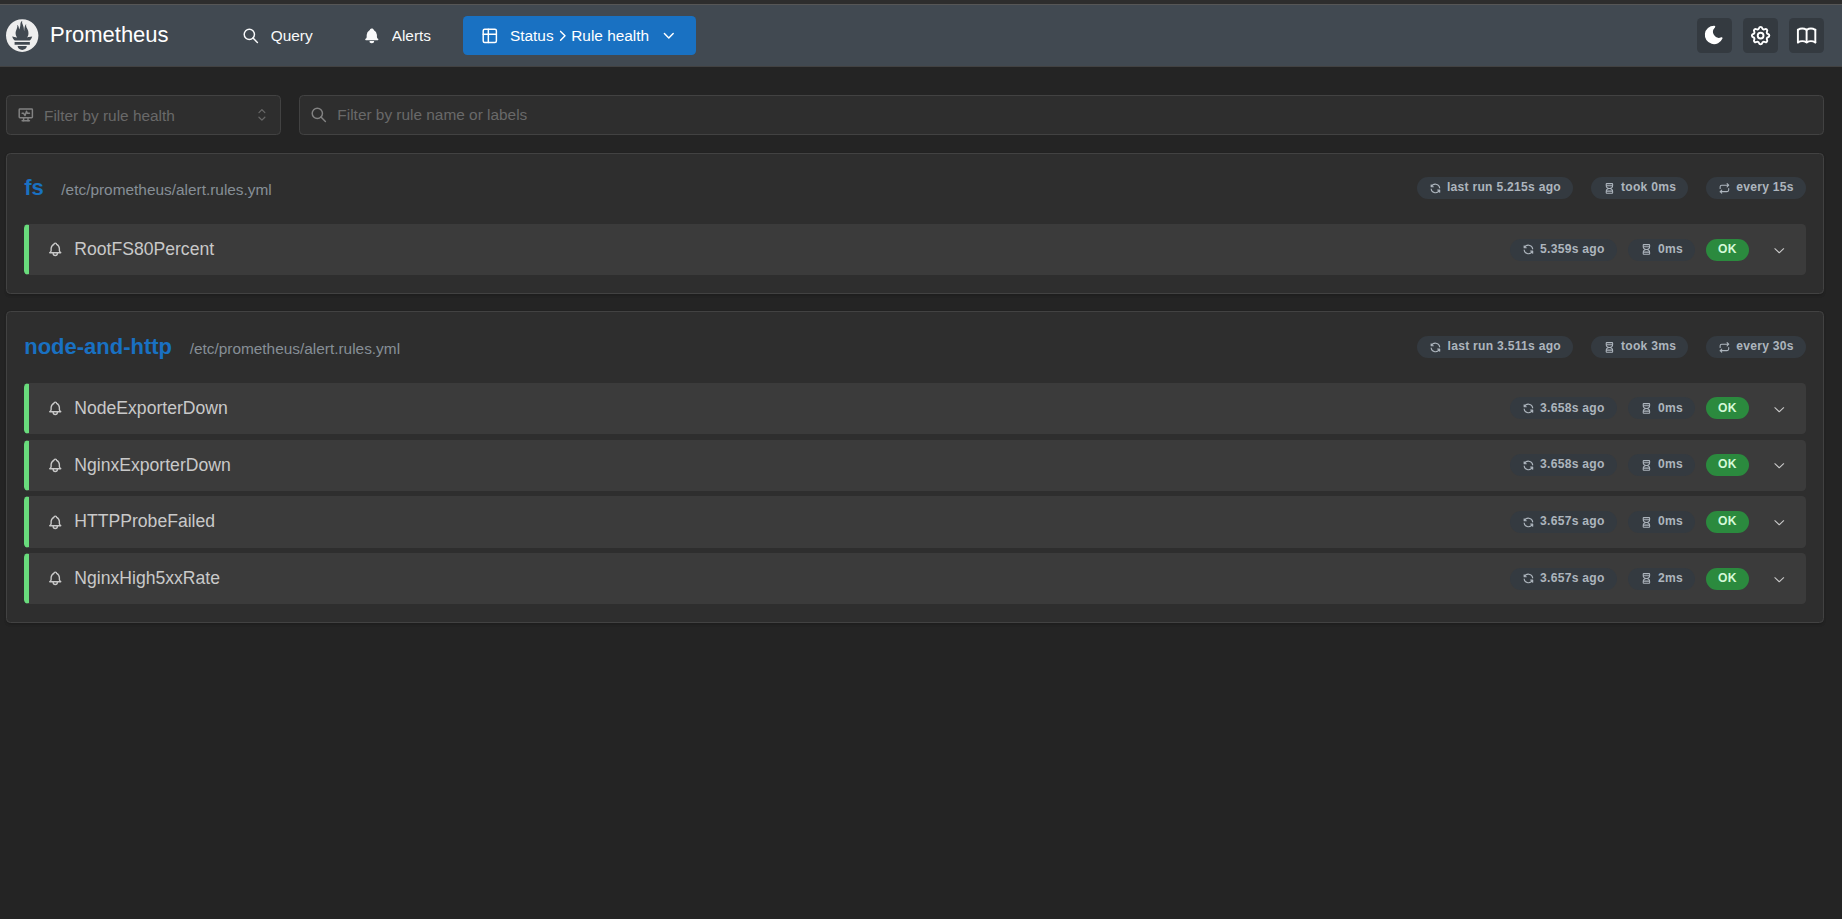 Prometheus Query Alerts Status > Rule health
Filter by rule health Filter by rule name or labels
fs /etc/prometheus/alert.rules.yml last run 5.215s ago took 0ms every 15s
RootFS80Percent 5.359s ago 0ms OK
node-and-http /etc/prometheus/alert.rules.yml last run 3.511s ago took 3ms every 30s
NodeExporterDown 3.658s ago 0ms OK
NginxExporterDown 3.658s ago 0ms OK
HTTPProbeFailed 3.657s ago 0ms OK
NginxHigh5xxRate 3.657s ago 2ms OK